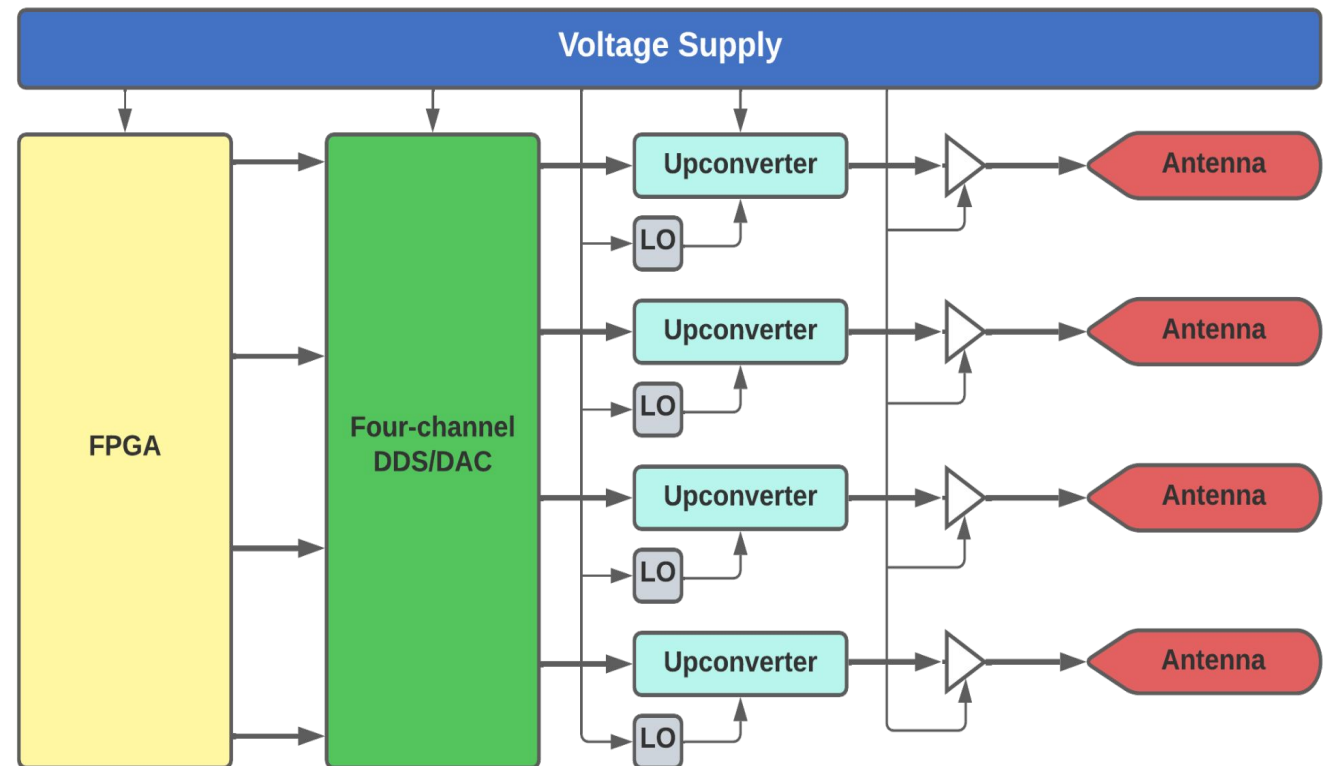 Voltage Supply
FPGA
Four-channel
DDS/DAC
Upconverter
LO
Antenna
Upconverter
LO
Antenna
Upconverter
LO
Antenna
Upconverter
LO
Antenna